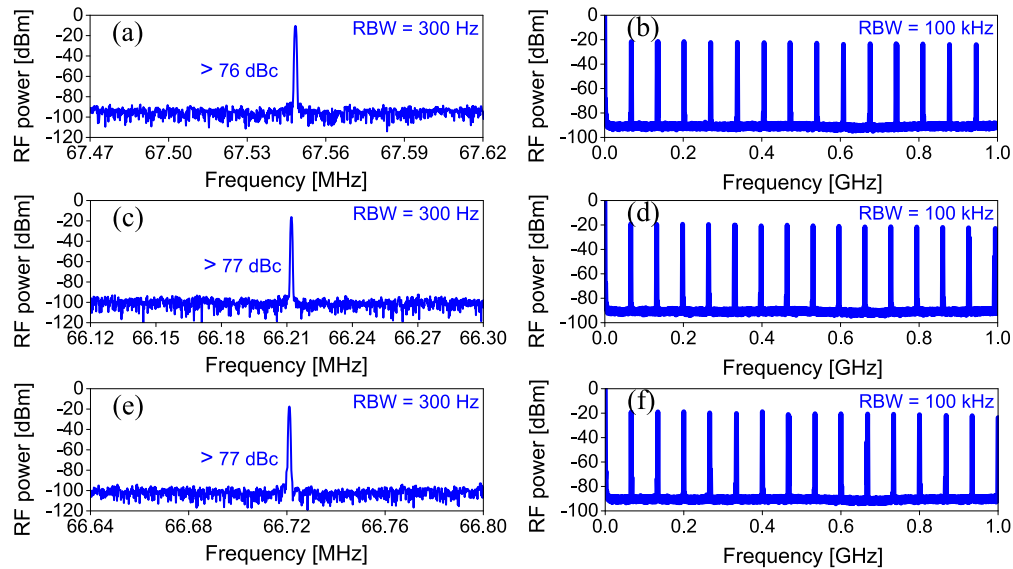 (a) RBW = 300 Hz
> 76 dBc
RF power [dBm]
0
-20
-40
-60
-80
-100
-120
67.47 67.50 67.53 67.56 67.59 67.62
Frequency [MHz]
(b) RBW = 100 kHz
RF power [dBm]
0
-20
-40
-60
-80
-100
0.0 0.2 0.4 0.6 0.8 1.0
Frequency [GHz]
(c) RBW = 300 Hz
> 77 dBc
RF power [dBm]
0
-20
-40
-60
-80
-100
-120
66.12 66.15 66.18 66.21 66.24 66.27 66.30
Frequency [MHz]
(d) RBW = 100 kHz
RF power [dBm]
0
-20
-40
-60
-80
-100
0.0 0.2 0.4 0.6 0.8 1.0
Frequency [GHz]
(e) RBW = 300 Hz
> 77 dBc
RF power [dBm]
0
-20
-40
-60
-80
-100
-120
66.64 66.68 66.72 66.76 66.80
Frequency [MHz]
(f) RBW = 100 kHz
RF power [dBm]
0
-20
-40
-60
-80
-100
0.0 0.2 0.4 0.6 0.8 1.0
Frequency [GHz]